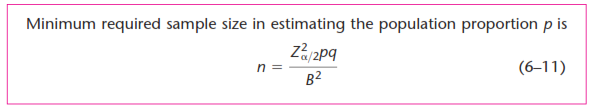 Minimum required sample size in estimating the population proportion p is
n = Z²α/2pq / B²
(6–11)